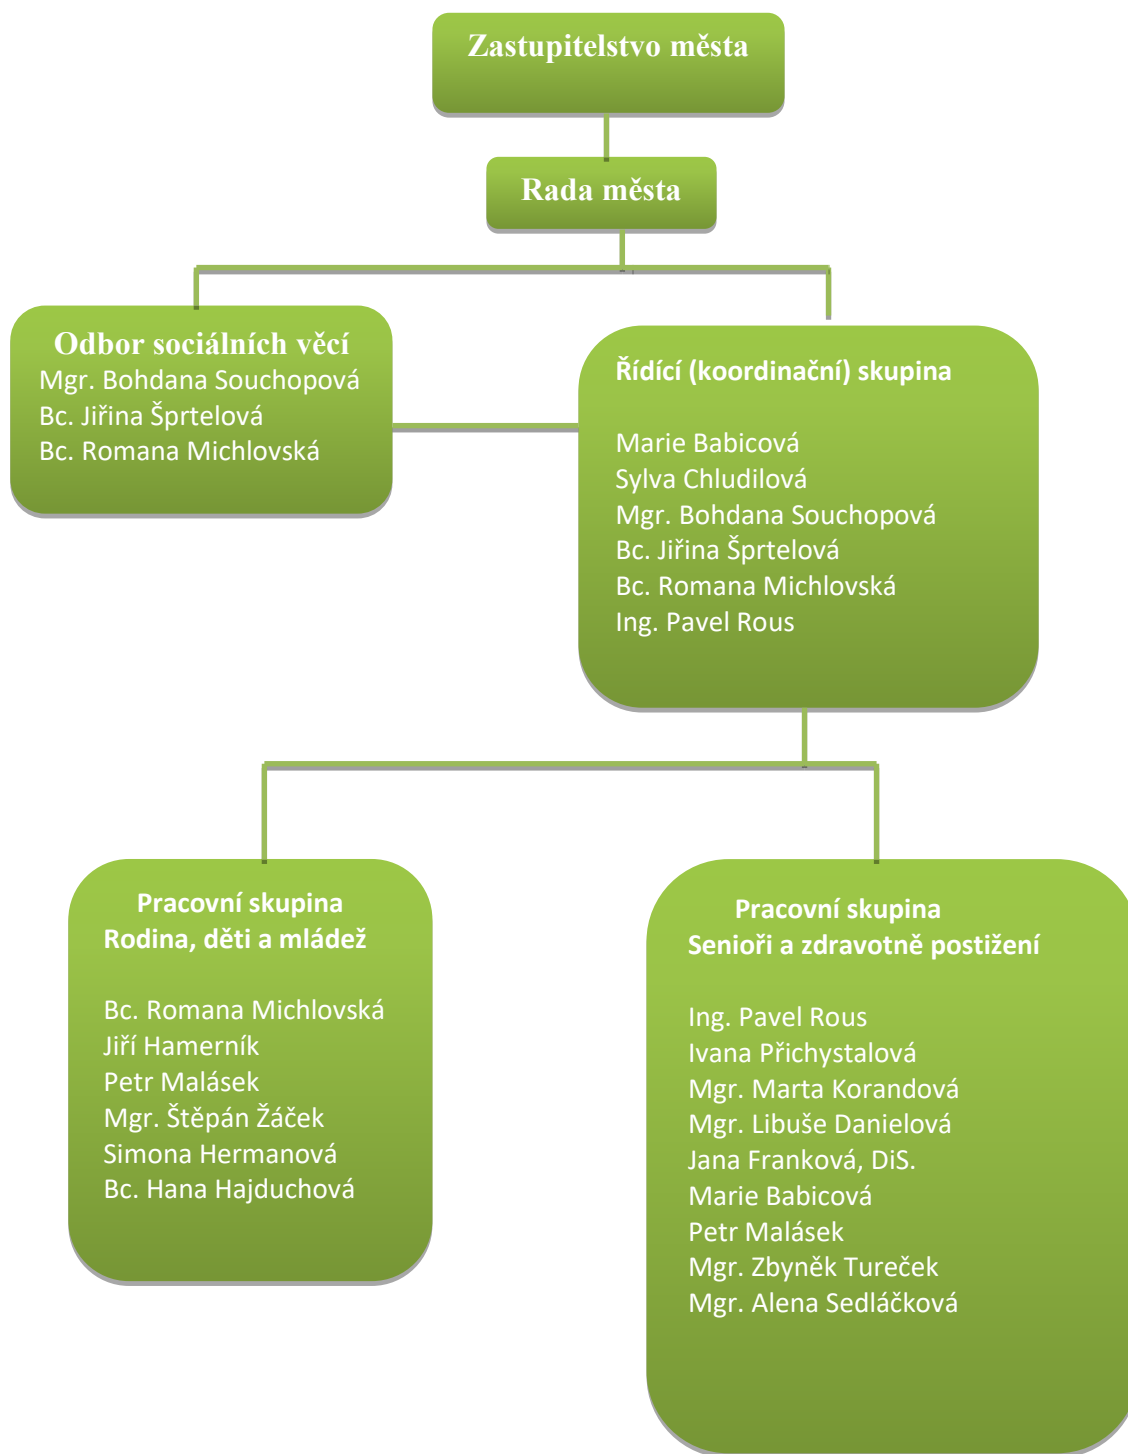 Zastupitelstvo města
Rada města
Odbor sociálních věcí
Mgr. Bohdana Souchopová
Bc. Jiřina Šprtelová
Bc. Romana Michlovská
Řídící (koordinační) skupina
Marie Babicová
Sylva Chludilová
Mgr. Bohdana Souchopová
Bc. Jiřina Šprtelová
Bc. Romana Michlovská
Ing. Pavel Rous
Pracovní skupina
Rodina, děti a mládež
Bc. Romana Michlovská
Jiří Hamerník
Petr Malásek
Mgr. Štěpán Žáček
Simona Hermanová
Bc. Hana Hajduchová
Pracovní skupina
Senioři a zdravotně postižení
Ing. Pavel Rous
Ivana Přichystalová
Mgr. Marta Korandová
Mgr. Libuše Danielová
Jana Franková, DiS.
Marie Babicová
Petr Malásek
Mgr. Zbyněk Tureček
Mgr. Alena Sedláčková